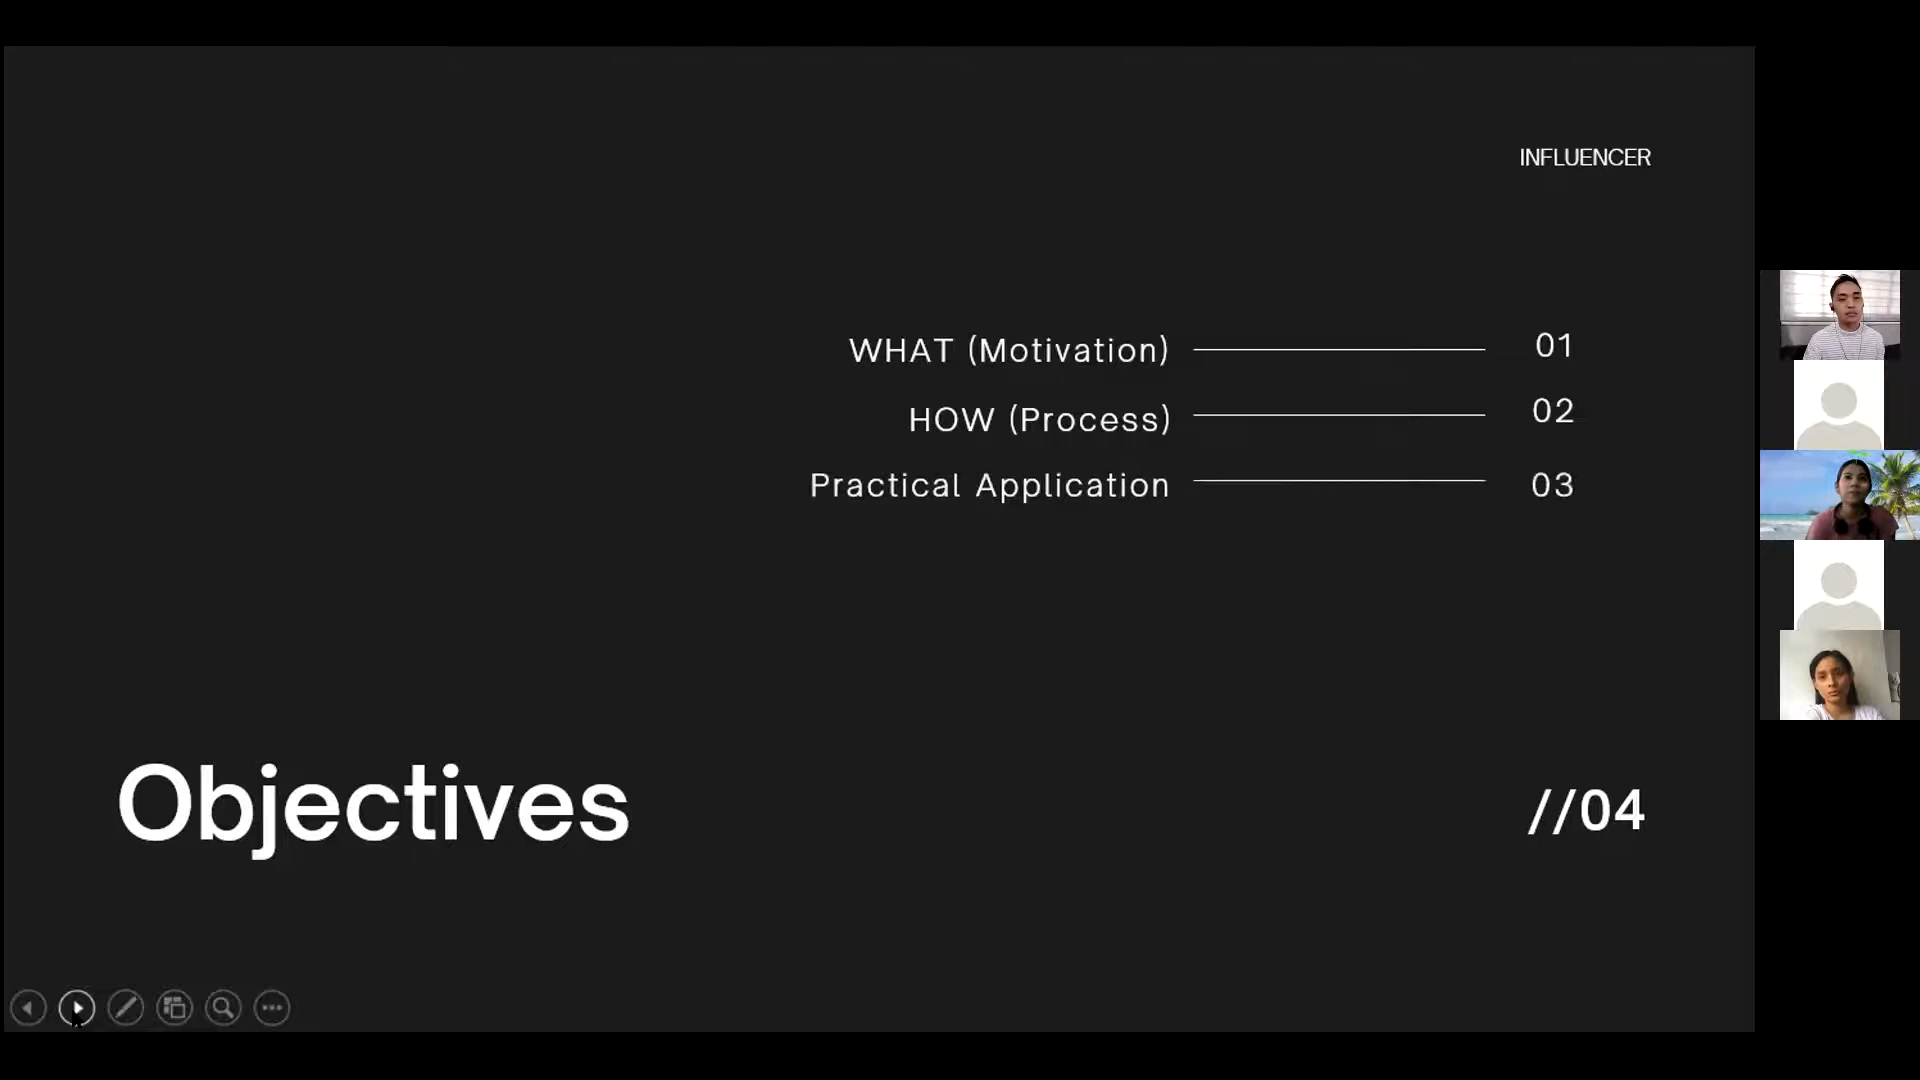 INFLUENCER
WHAT (Motivation) 01
HOW (Process) 02
Practical Application 03
Objectives
//04